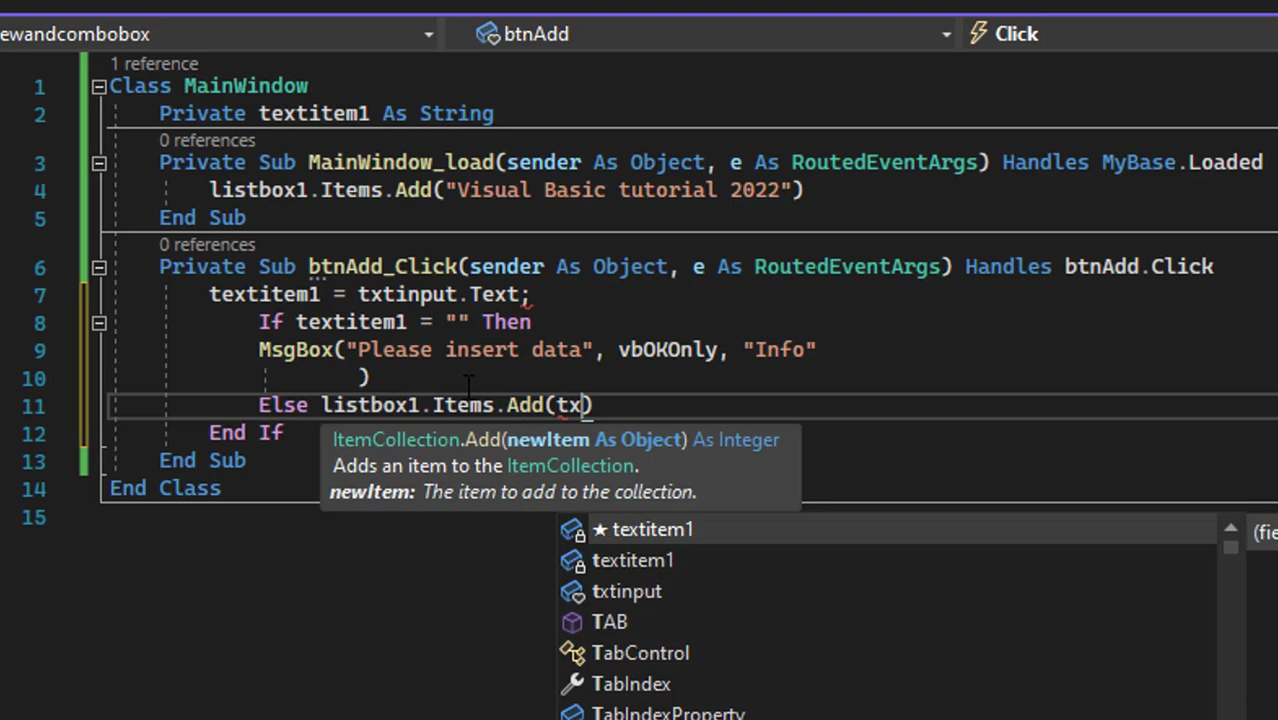 ewandcombobox btnAdd Click
1 reference
1 Class MainWindow
2 Private textitem1 As String
0 references
3 Private Sub MainWindow_load(sender As Object, e As RoutedEventArgs) Handles MyBase.Loaded
4 listbox1.Items.Add("Visual Basic tutorial 2022")
5 End Sub
0 references
6 Private Sub btnAdd_Click(sender As Object, e As RoutedEventArgs) Handles btnAdd.Click
7 textitem1 = txtinput.Text;
8 If textitem1 = "" Then
9 MsgBox("Please insert data", vbOKOnly, "Info"
10 )
11 Else listbox1.Items.Add(tx)
12 End If
13 End Sub
14 End Class
15
ItemCollection.Add(newItem As Object) As Integer
Adds an item to the ItemCollection.
newItem: The item to add to the collection.
★ textitem1
textitem1
txtinput
TAB
TabControl
TabIndex
TabIndexProperty
(fie